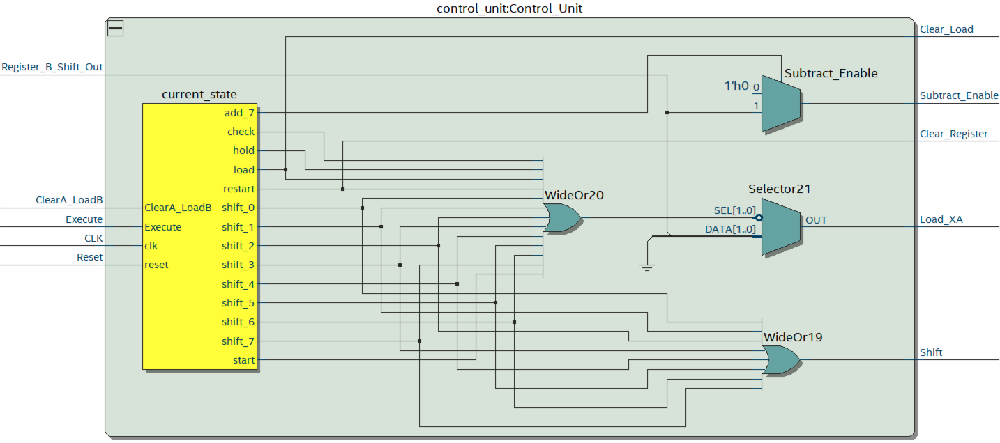 control_unit:Control_Unit
Clear_Load
Register_B_Shift_Out
Subtract_Enable
1'h0 0
1
Subtract_Enable
current_state
add_7
check
Clear_Register
hold
load
restart
WideOr20
Selector21
ClearA_LoadB
ClearA_LoadB
shift_0
SEL[1..0]
Execute
Execute
shift_1
DATA[1..0]
OUT
Load_XA
CLK
clk
shift_2
Reset
reset
shift_3
shift_4
shift_5
shift_6
shift_7
WideOr19
start
Shift